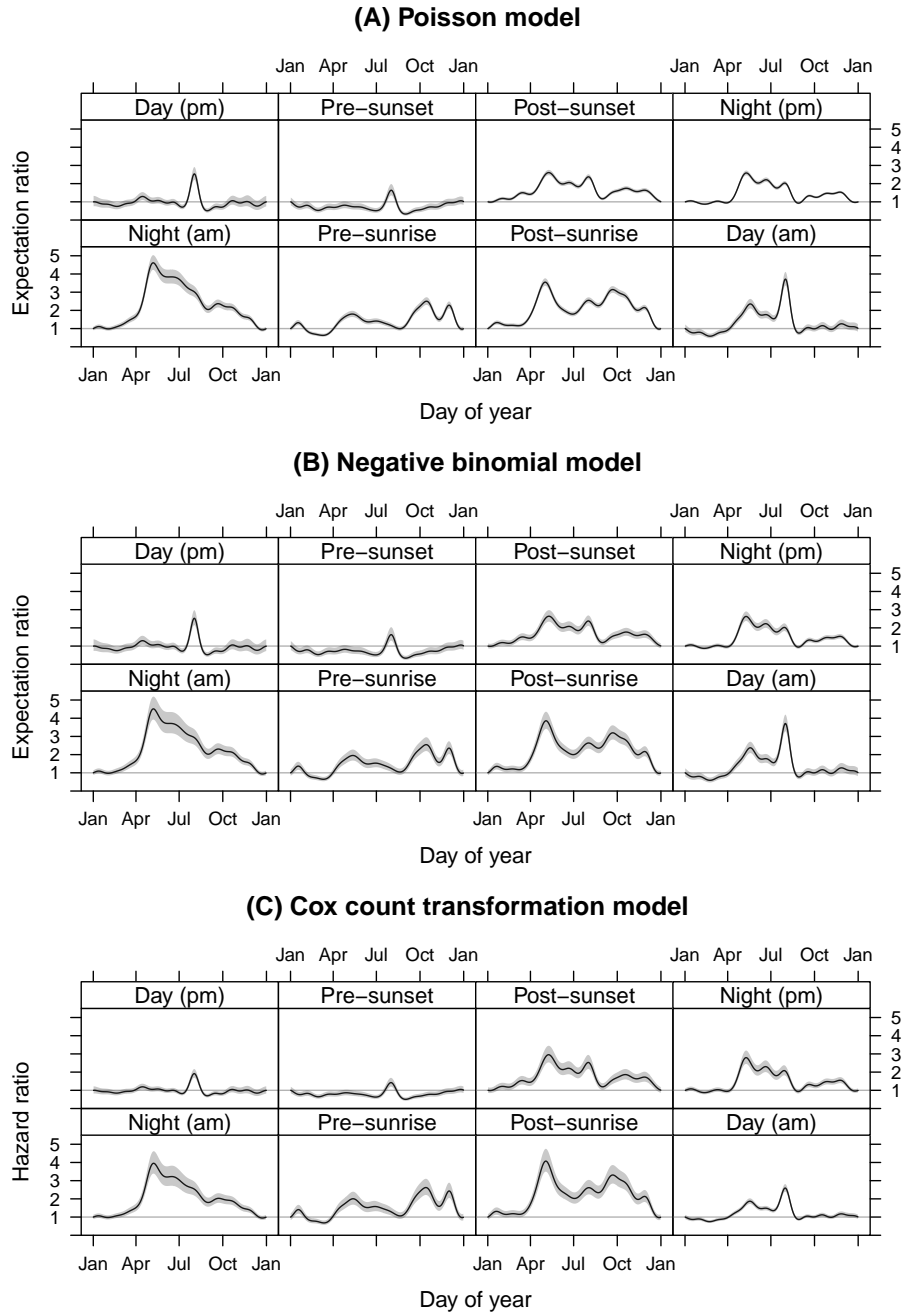 (A) Poisson model
Jan Apr Jul Oct Jan Jan Apr Jul Oct Jan
Day (pm) Pre−sunset Post−sunset Night (pm)
5
4
3
2
1
Expectation ratio
Night (am) Pre−sunrise Post−sunrise Day (am)
5
4
3
2
1
Jan Apr Jul Oct Jan Jan Apr Jul Oct Jan
Day of year
(B) Negative binomial model
Jan Apr Jul Oct Jan Jan Apr Jul Oct Jan
Day (pm) Pre−sunset Post−sunset Night (pm)
5
4
3
2
1
Expectation ratio
Night (am) Pre−sunrise Post−sunrise Day (am)
5
4
3
2
1
Jan Apr Jul Oct Jan Jan Apr Jul Oct Jan
Day of year
(C) Cox count transformation model
Jan Apr Jul Oct Jan Jan Apr Jul Oct Jan
Day (pm) Pre−sunset Post−sunset Night (pm)
5
4
3
2
1
Hazard ratio
Night (am) Pre−sunrise Post−sunrise Day (am)
5
4
3
2
1
Jan Apr Jul Oct Jan Jan Apr Jul Oct Jan
Day of year